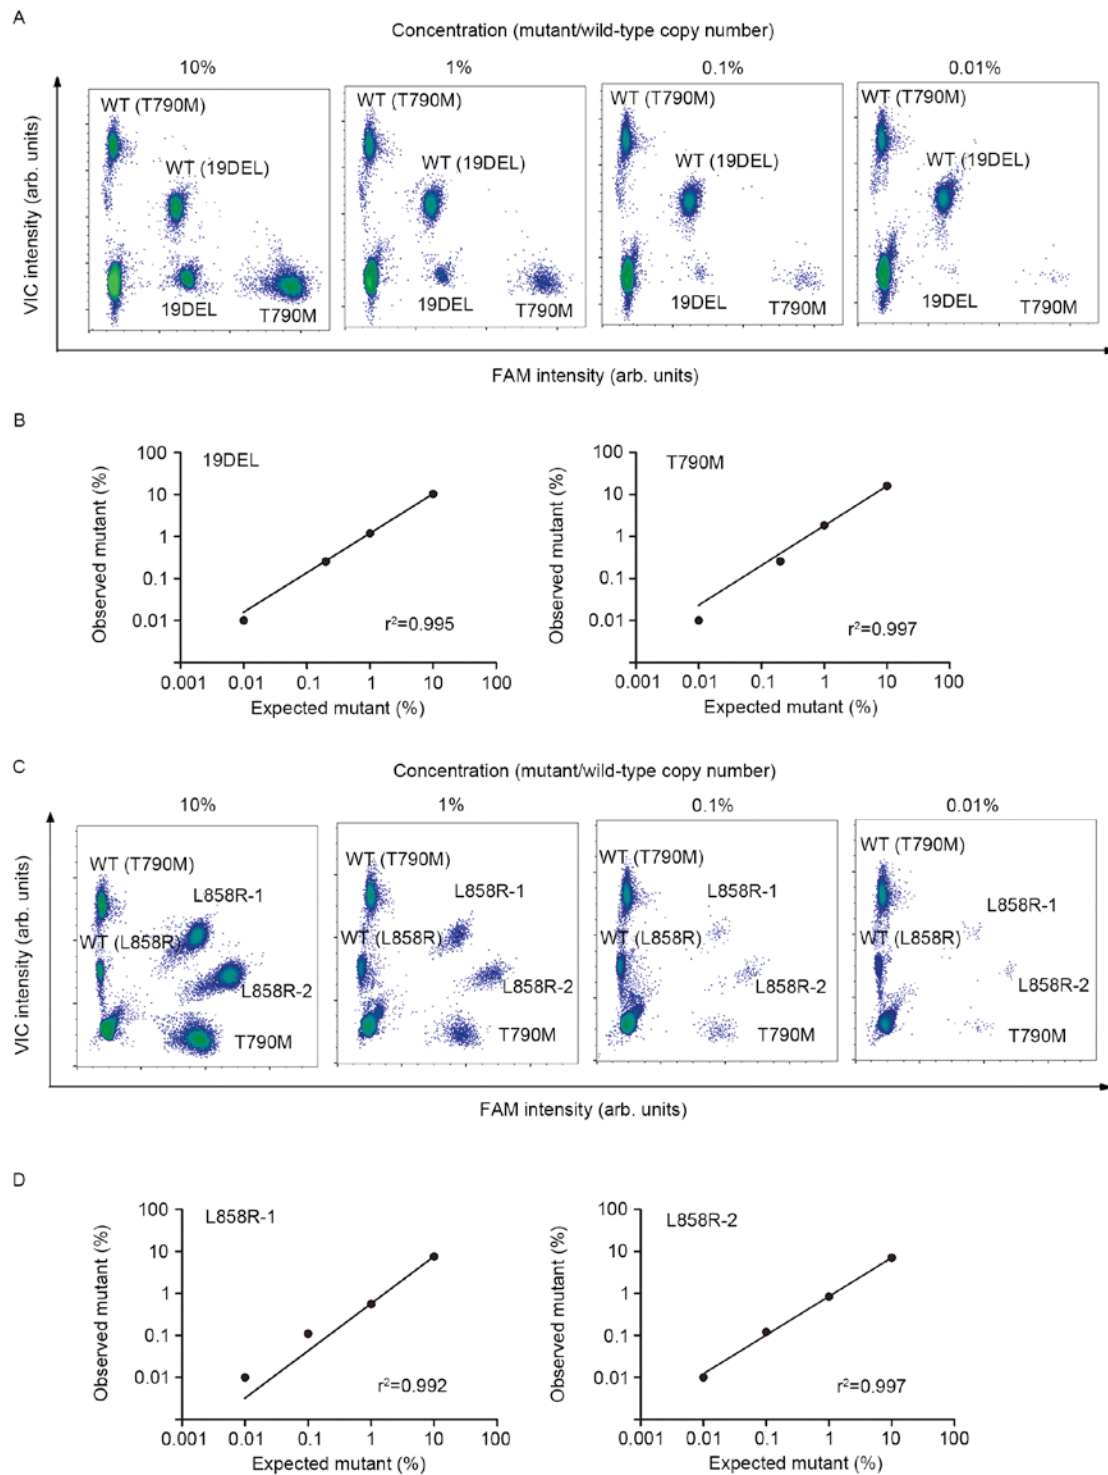 A
Concentration (mutant/wild-type copy number)
10% 1% 0.1% 0.01%
WT (T790M) WT (T790M) WT (T790M) WT (T790M)
WT (19DEL) WT (19DEL) WT (19DEL) WT (19DEL)
19DEL T790M 19DEL T790M 19DEL T790M 19DEL T790M
VIC intensity (arb. units)
FAM intensity (arb. units)
B
19DEL
Observed mutant (%)
100
10
1
0.1
0.01
r²=0.995
0.001 0.01 0.1 1 10 100
Expected mutant (%)
T790M
Observed mutant (%)
100
10
1
0.1
0.01
r²=0.997
0.001 0.01 0.1 1 10 100
Expected mutant (%)
C
Concentration (mutant/wild-type copy number)
10% 1% 0.1% 0.01%
WT (T790M) WT (T790M) WT (T790M) WT (T790M)
L858R-1 L858R-1 L858R-1 L858R-1
WT (L858R) WT (L858R) WT (L858R) WT (L858R)
L858R-2 L858R-2 L858R-2 L858R-2
T790M T790M T790M T790M
VIC intensity (arb. units)
FAM intensity (arb. units)
D
L858R-1
Observed mutant (%)
100
10
1
0.1
0.01
r²=0.992
0.001 0.01 0.1 1 10 100
Expected mutant (%)
L858R-2
Observed mutant (%)
100
10
1
0.1
0.01
r²=0.997
0.001 0.01 0.1 1 10 100
Expected mutant (%)